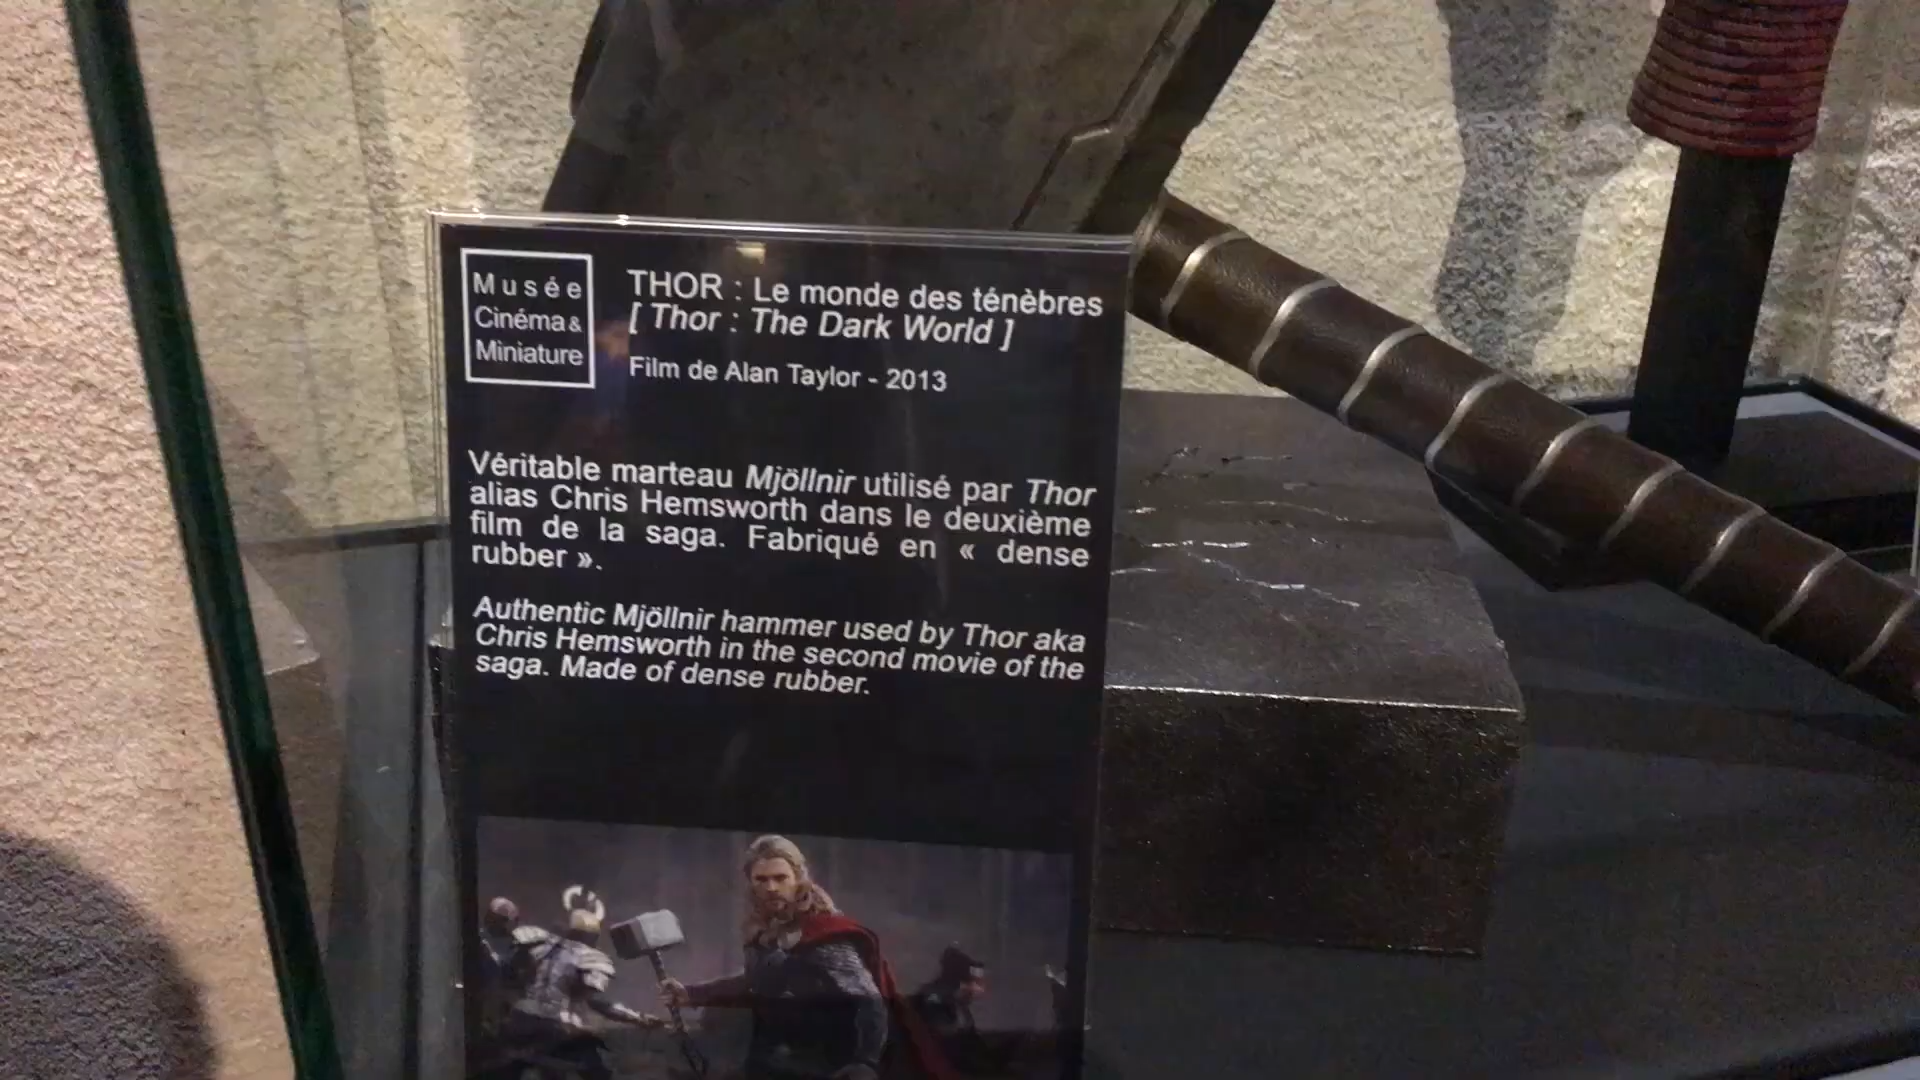 Musée
Cinéma &
Miniature
THOR : Le monde des ténèbres
[ Thor : The Dark World ]
Film de Alan Taylor - 2013
Véritable marteau Mjöllnir utilisé par Thor
alias Chris Hemsworth dans le deuxième
film de la saga. Fabriqué en « dense
rubber ».
Authentic Mjöllnir hammer used by Thor aka
Chris Hemsworth in the second movie of the
saga. Made of dense rubber.